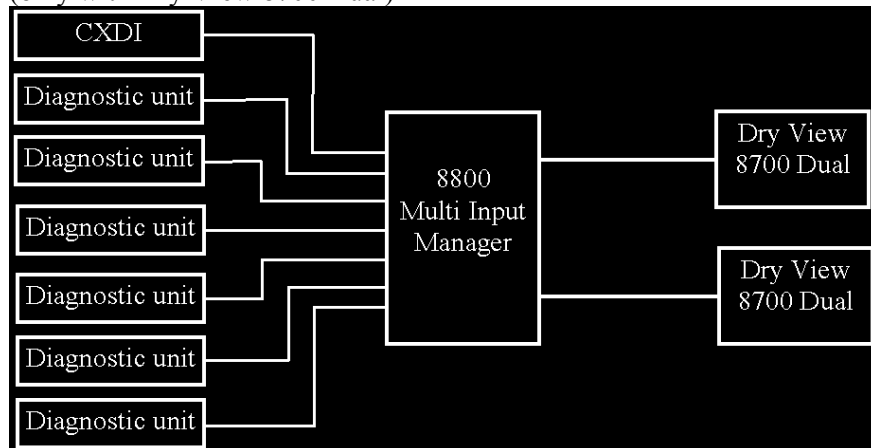 CXDI
Diagnostic unit
Diagnostic unit
Diagnostic unit
Diagnostic unit
Diagnostic unit
Diagnostic unit
8800
Multi Input
Manager
Dry View
8700 Dual
Dry View
8700 Dual